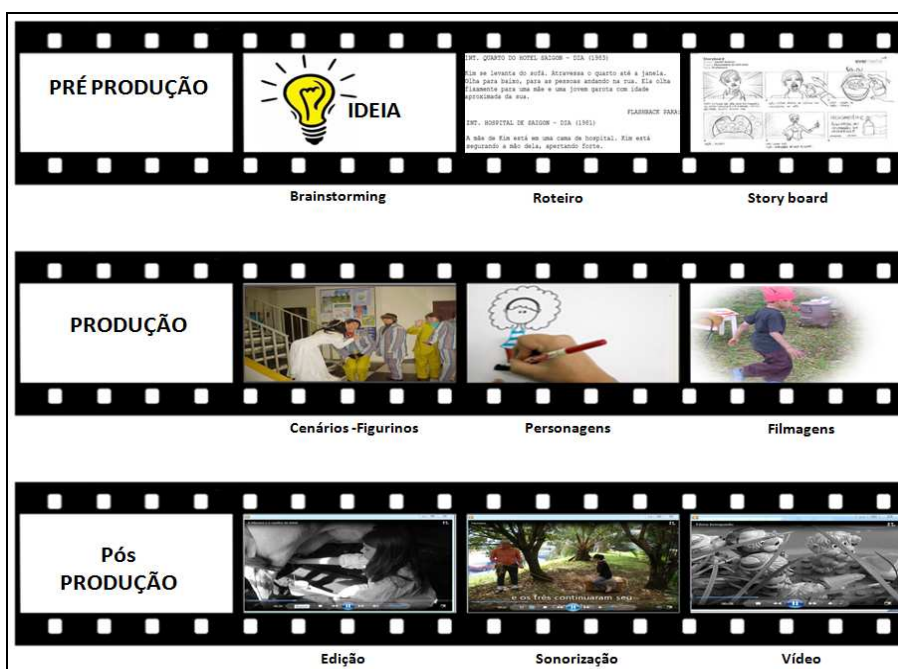 PRÉ PRODUÇÃO
IDEIA
INT. QUARTO DO HOTEL SAIGON - DIA (1983)
Kim se levanta do sofá. Atravessa o quarto até a janela.
Olha para baixo, para as pessoas andando na rua. Ela olha
fixamente para uma mãe e uma jovem garota com idade
aproximada da sua.
FLASHBACK PARA:
INT. HOSPITAL DE SAIGON - DIA (1981)
A mãe de Kim está em uma cama de hospital. Kim está
segurando a mão dela, apertando forte.
Brainstorming
Roteiro
Story board
PRODUÇÃO
Cenários -Figurinos
Personagens
Filmagens
Pós
PRODUÇÃO
e os Três continuaram seu
Edição
Sonorização
Vídeo